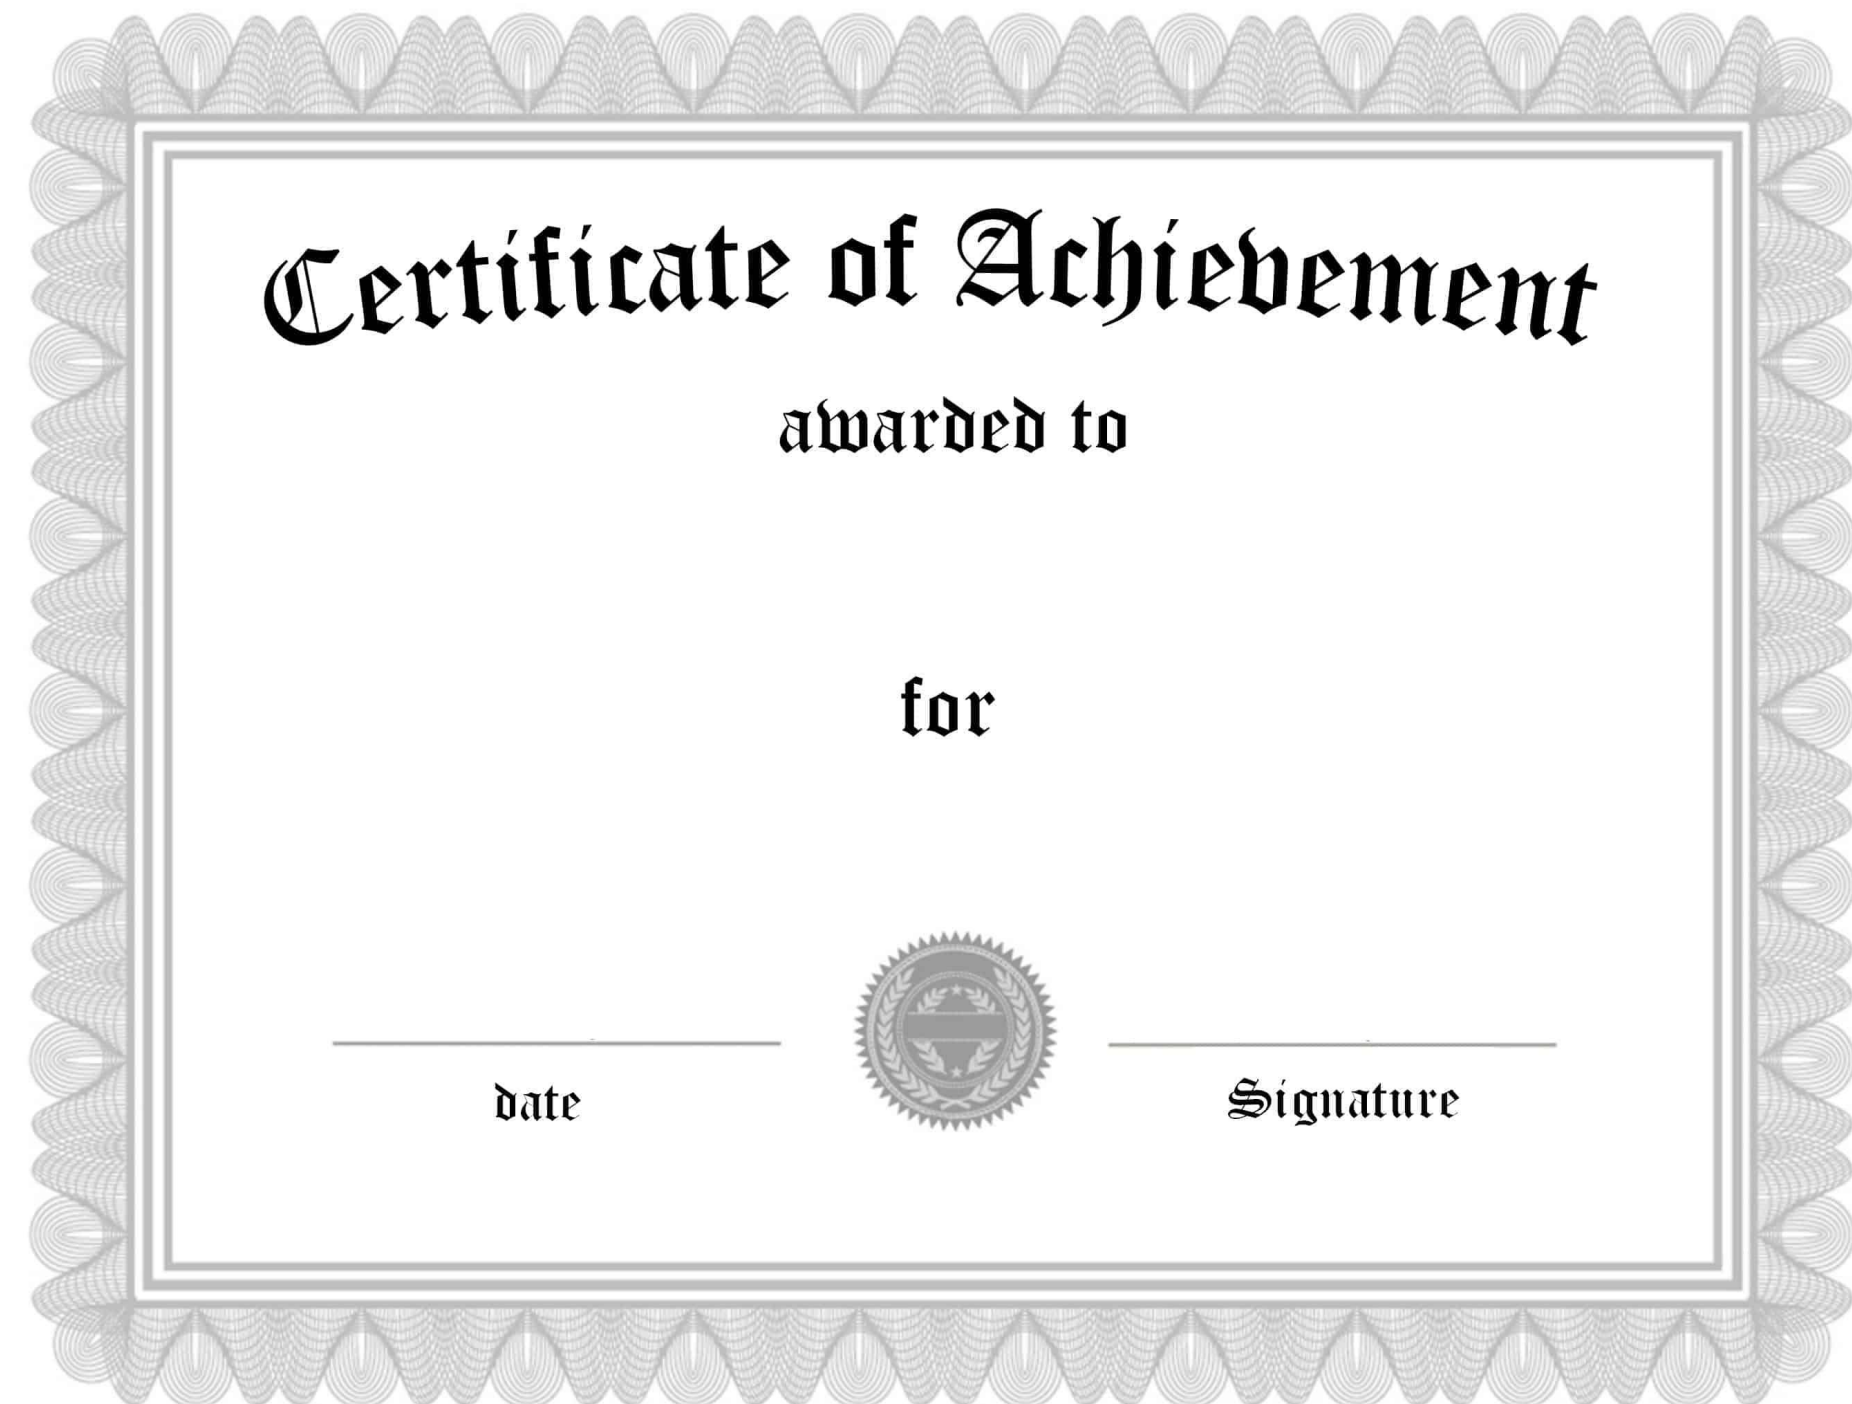 Certificate of Achievement
awarded to
for
date
Signature